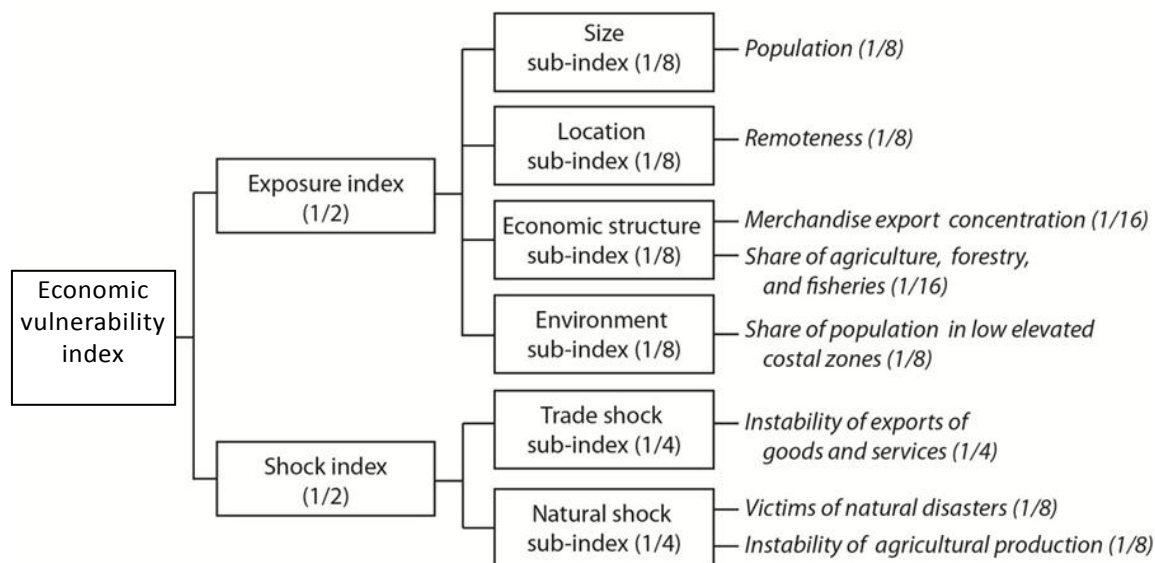 Economic
vulnerability
index
Exposure index
(1/2)
Size
sub-index (1/8)
Population (1/8)
Location
sub-index (1/8)
Remoteness (1/8)
Economic structure
sub-index (1/8)
Merchandise export concentration (1/16)
Share of agriculture, forestry,
and fisheries (1/16)
Environment
sub-index (1/8)
Share of population in low elevated
costal zones (1/8)
Shock index
(1/2)
Trade shock
sub-index (1/4)
Instability of exports of
goods and services (1/4)
Natural shock
sub-index (1/4)
Victims of natural disasters (1/8)
Instability of agricultural production (1/8)